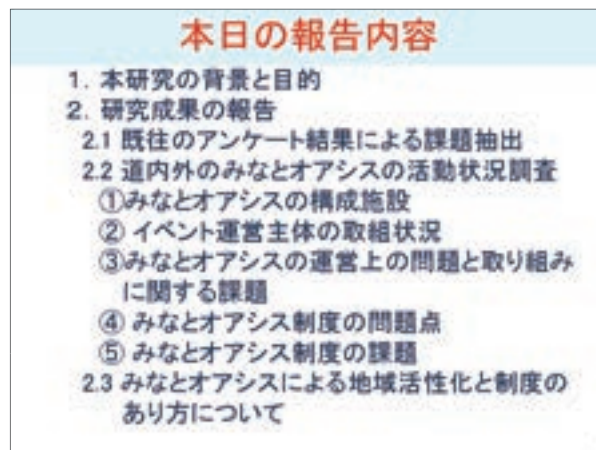 本日の報告内容
1. 本研究の背景と目的
2. 研究成果の報告
2.1 既往のアンケート結果による課題抽出
2.2 道内外のみなとオアシスの活動状況調査
①みなとオアシスの構成施設
② イベント運営主体の取組状況
③みなとオアシスの運営上の問題と取り組み
に関する課題
④ みなとオアシス制度の問題点
⑤ みなとオアシス制度の課題
2.3 みなとオアシスによる地域活性化と制度の
あり方について